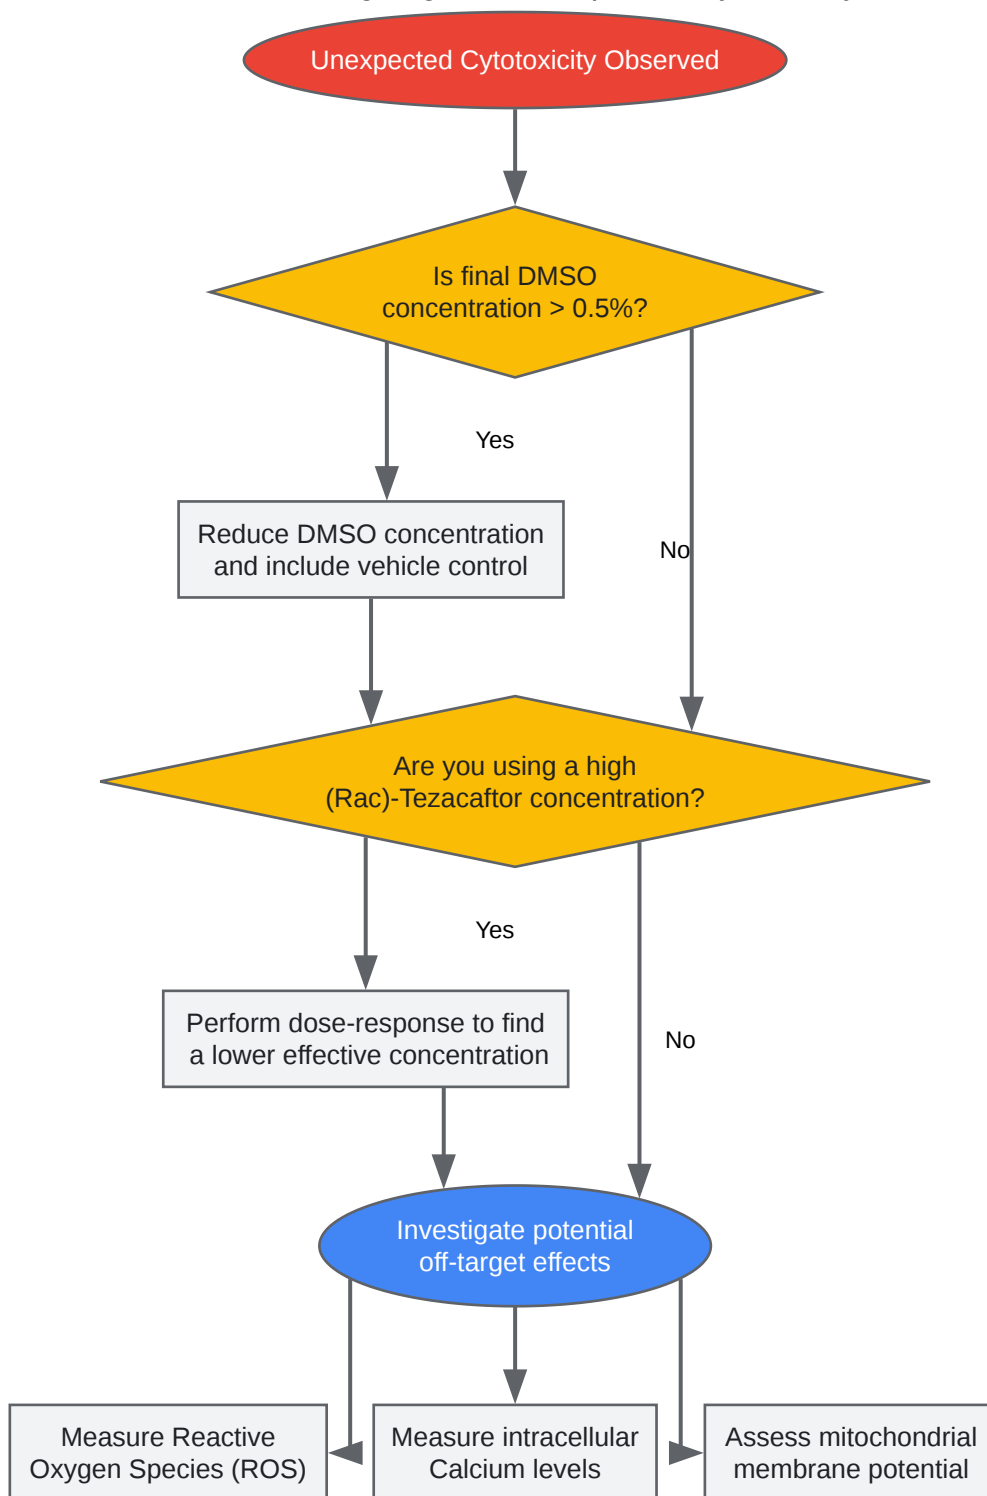 Unexpected Cytotoxicity Observed
Is final DMSO
concentration > 0.5%?
Yes
Reduce DMSO concentration
and include vehicle control
No
Are you using a high
(Rac)-Tezacaftor concentration?
Yes
Perform dose-response to find
a lower effective concentration
No
Investigate potential
off-target effects
Measure Reactive
Oxygen Species (ROS)
Measure intracellular
Calcium levels
Assess mitochondrial
membrane potential